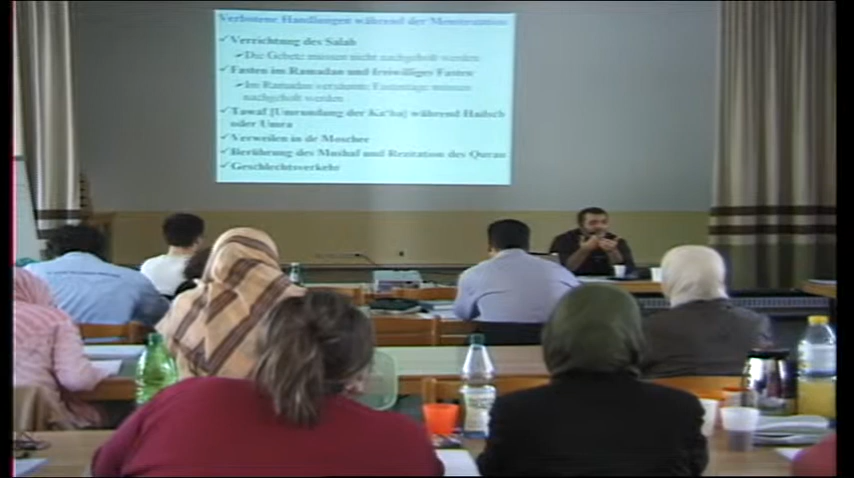 Verbotene Handlungen während der Menstruation
Verrichtung des Salah
Die Gebete müssen nicht nachgeholt werden
Fasten im Ramadan und freiwilliges Fasten
Im Ramadan versäumte Fastentage müssen
nachgeholt werden
Tawaf [Umrundung der Ka'ba] während Hadsch
oder Umra
Verweilen in de Moschee
Berührung des Mushaf und Rezitation des Quran
Geschlechtsverkehr